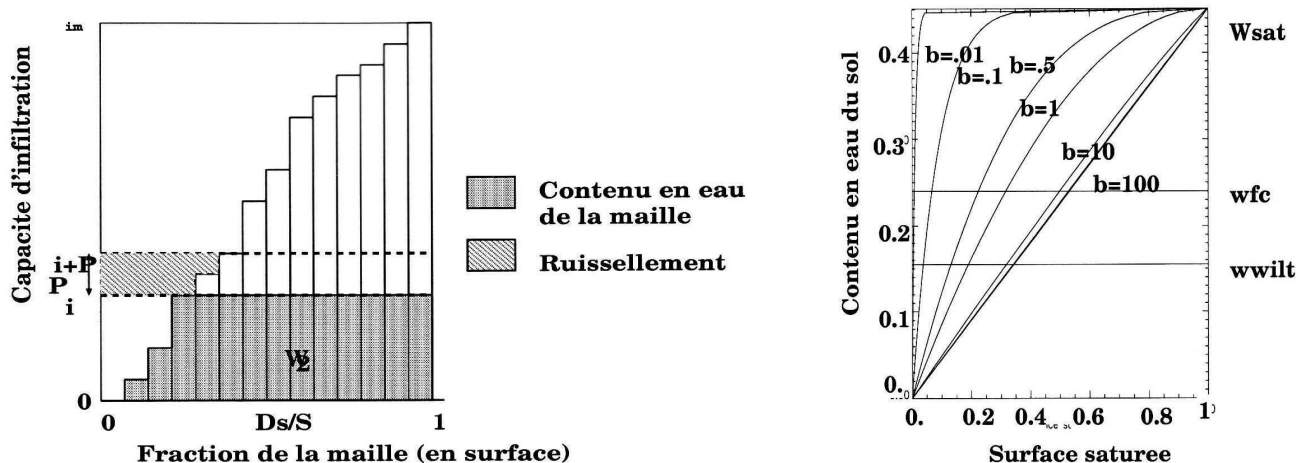 im
Capacite d'infiltration
i+P
P
i
0
W2
0
Ds/S
1
Fraction de la maille (en surface)
Contenu en eau
de la maille
Ruissellement
Contenu en eau du sol
0.4
0.3
0.1
0.
b=.01
b=.1
b=.5
b=1
b=10
b=100
Wsat
wfc
wwilt
0.
0.2
0.4
0.6
0.8
1
Surface saturee